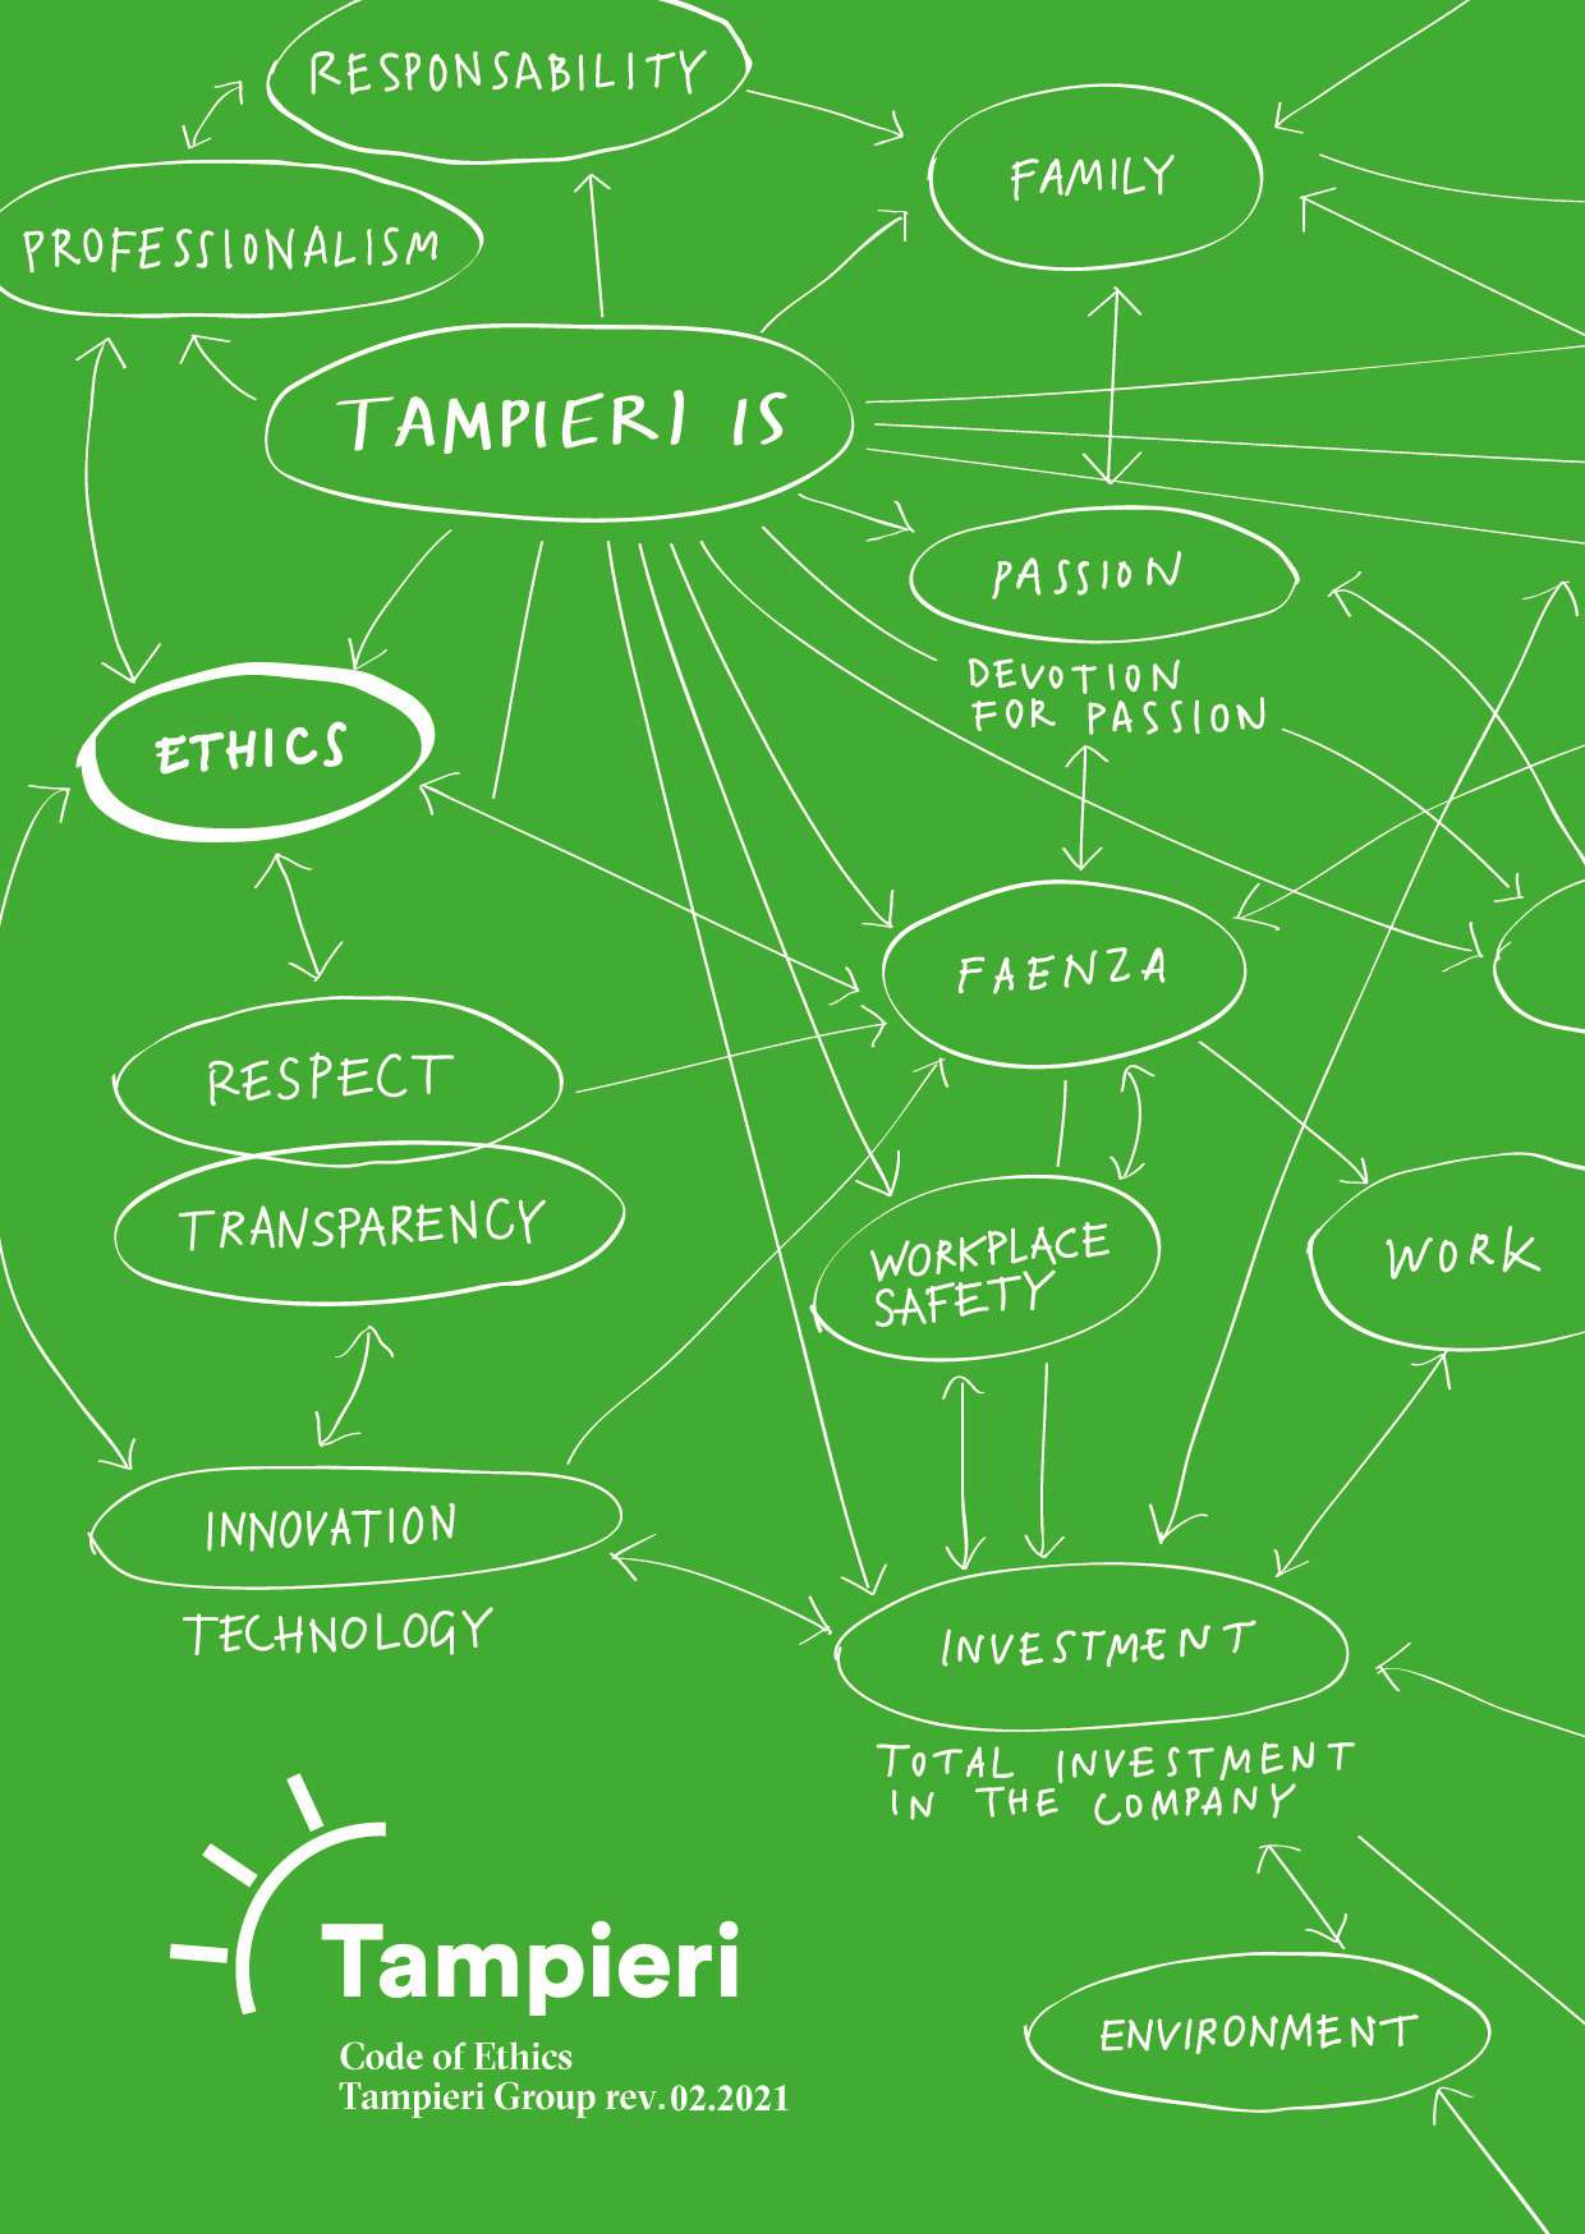 RESPONSABILITY
FAMILY
PROFESSIONALISM
TAMPIERI IS
PASSION
DEVOTION
FOR PASSION
ETHICS
FAENZA
RESPECT
TRANSPARENCY
WORKPLACE
SAFETY
WORK
INNOVATION
TECHNOLOGY
INVESTMENT
TOTAL INVESTMENT
IN THE COMPANY
Tampieri
ENVIRONMENT
Code of Ethics
Tampieri Group rev.02.2021